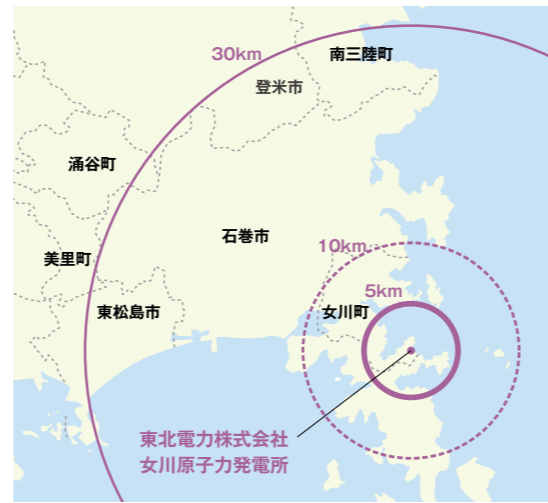 30km
南三陸町
登米市
涌谷町
石巻市
10km
美里町
5km
東松島市
女川町
東北電力株式会社
女川原子力発電所